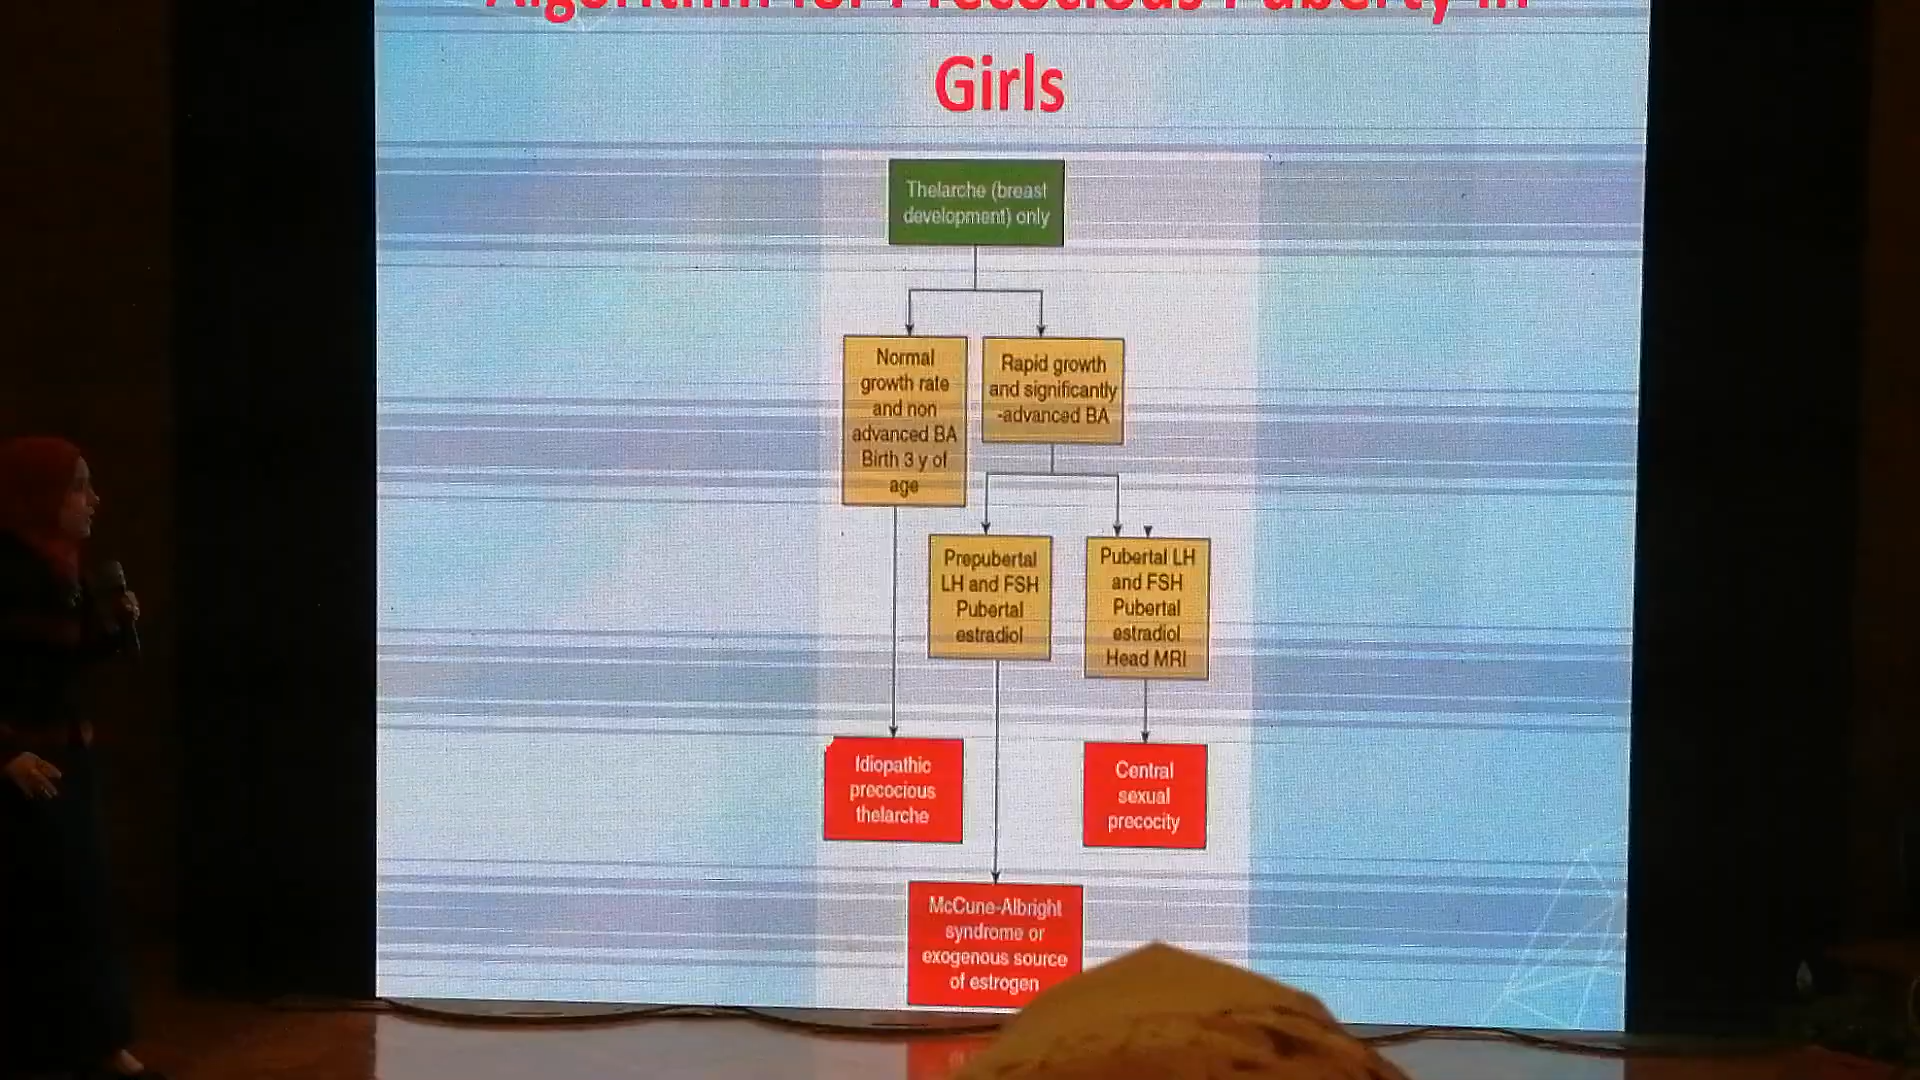 Algorithm for Precocious Puberty in
Girls
Thelarche (breast
development) only
Normal
growth rate
and non
advanced BA
Birth 3 y of
age
Rapid growth
and significantly
-advanced BA
Prepubertal
LH and FSH
Pubertal
estradiol
Pubertal LH
and FSH
Pubertal
estradiol
Head MRI
Idiopathic
precocious
thelarche
Central
sexual
precocity
McCune-Albright
syndrome or
exogenous source
of estrogen